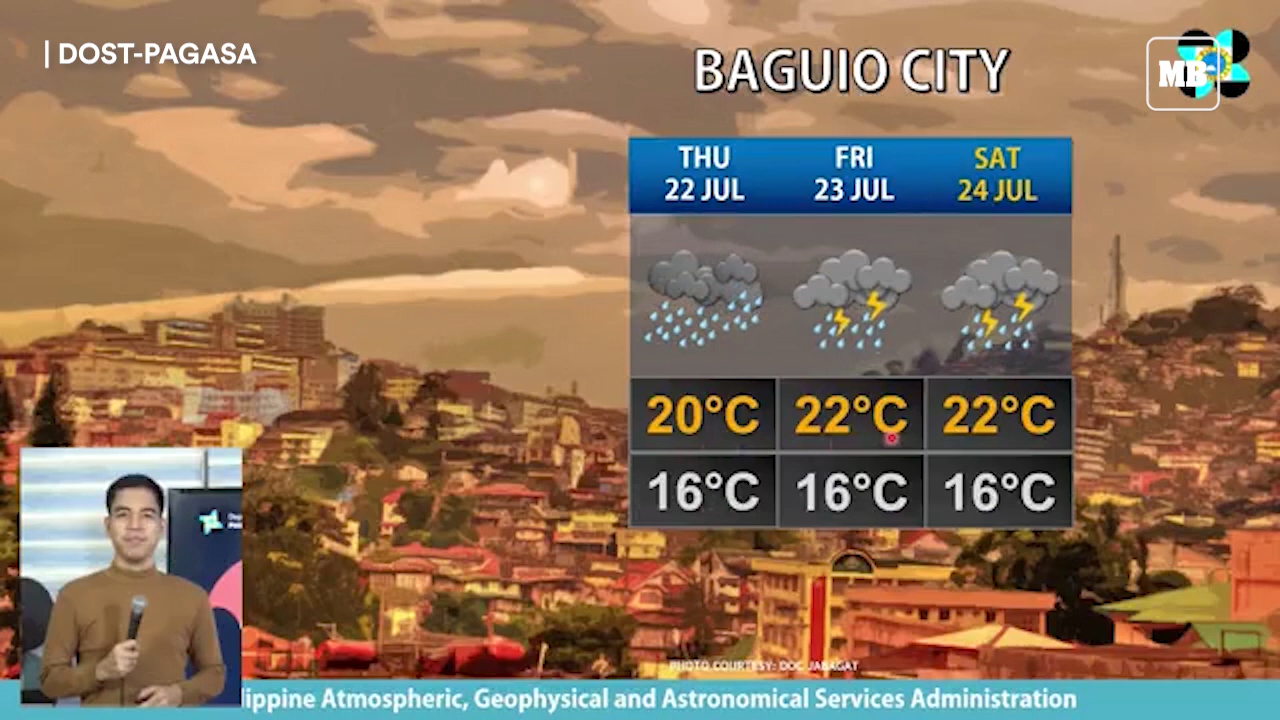 | DOST-PAGASA
BAGUIO CITY
MB
THU
22 JUL
FRI
23 JUL
SAT
24 JUL
20°C
22°C
22°C
16°C
16°C
16°C
PHOTO COURTESY: DOC JABAGAT
ippine Atmospheric, Geophysical and Astronomical Services Administration